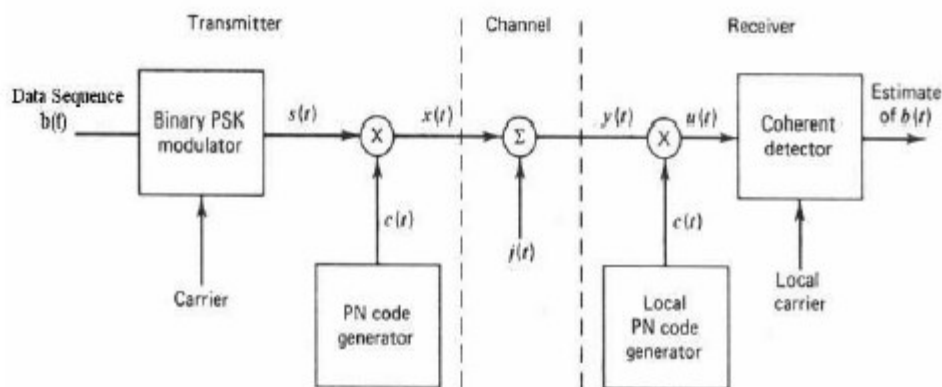 Transmitter
Channel
Receiver
Data Sequence
b(t)
Binary PSK
modulator
s(t)
X
x(t)
Σ
y(t)
X
u(t)
Coherent
detector
Estimate
of b(t)
c(t)
j(t)
c(t)
Carrier
PN code
generator
Local
PN code
generator
Local
carrier